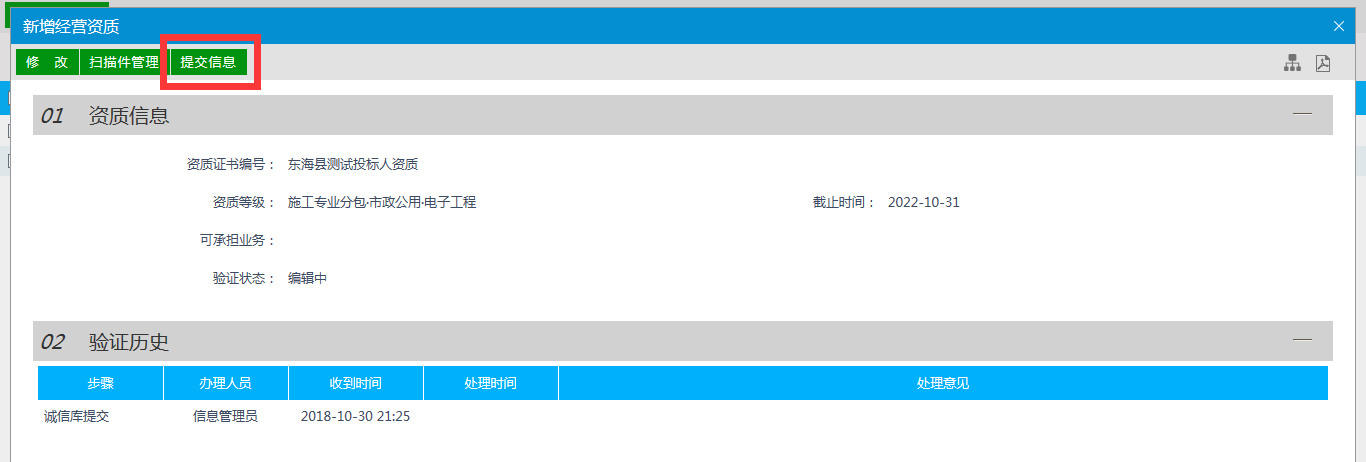 新增经营资质
修 改 扫描件管理 提交信息
01 资质信息
资质证书编号： 东海县测试投标人资质
资质等级： 施工专业分包·市政公用·电子工程 截止时间： 2022-10-31
可承担业务：
验证状态： 编辑中
02 验证历史
步骤 办理人员 收到时间 处理时间 处理意见
诚信库提交 信息管理员 2018-10-30 21:25